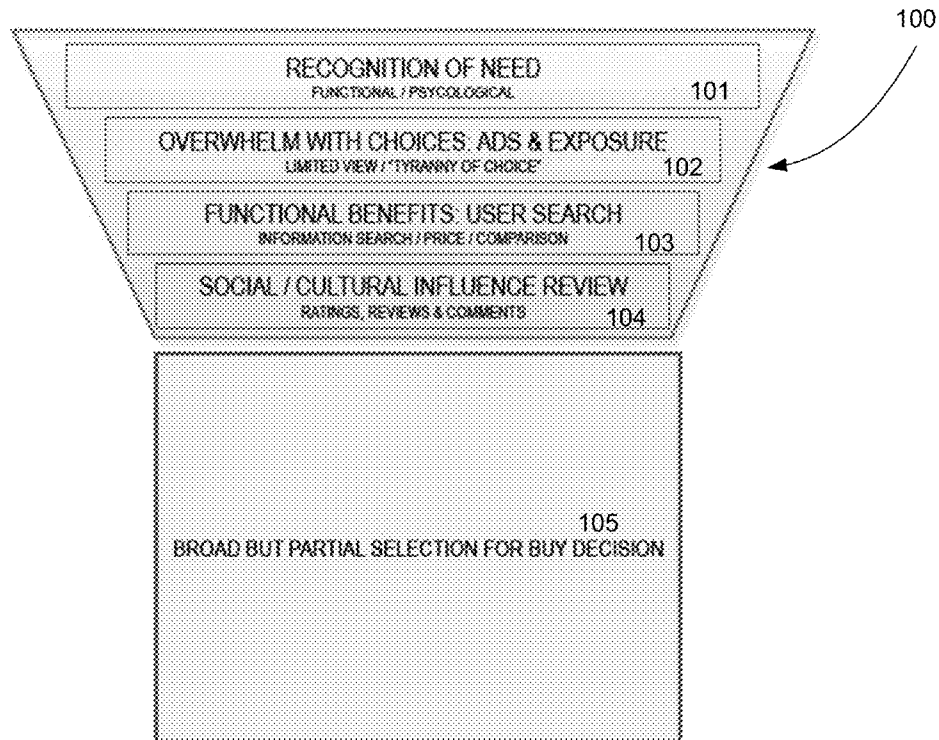 100
RECOGNITION OF NEED
FUNCTIONAL / PSYCOLOGICAL
101
OVERWHELM WITH CHOICES: ADS & EXPOSURE
LIMITED VIEW / "TYRANNY OF CHOICE"
102
FUNCTIONAL BENEFITS: USER SEARCH
INFORMATION SEARCH / PRICE / COMPARISON
103
SOCIAL / CULTURAL INFLUENCE REVIEW
RATINGS, REVIEWS & COMMENTS
104
105
BROAD BUT PARTIAL SELECTION FOR BUY DECISION